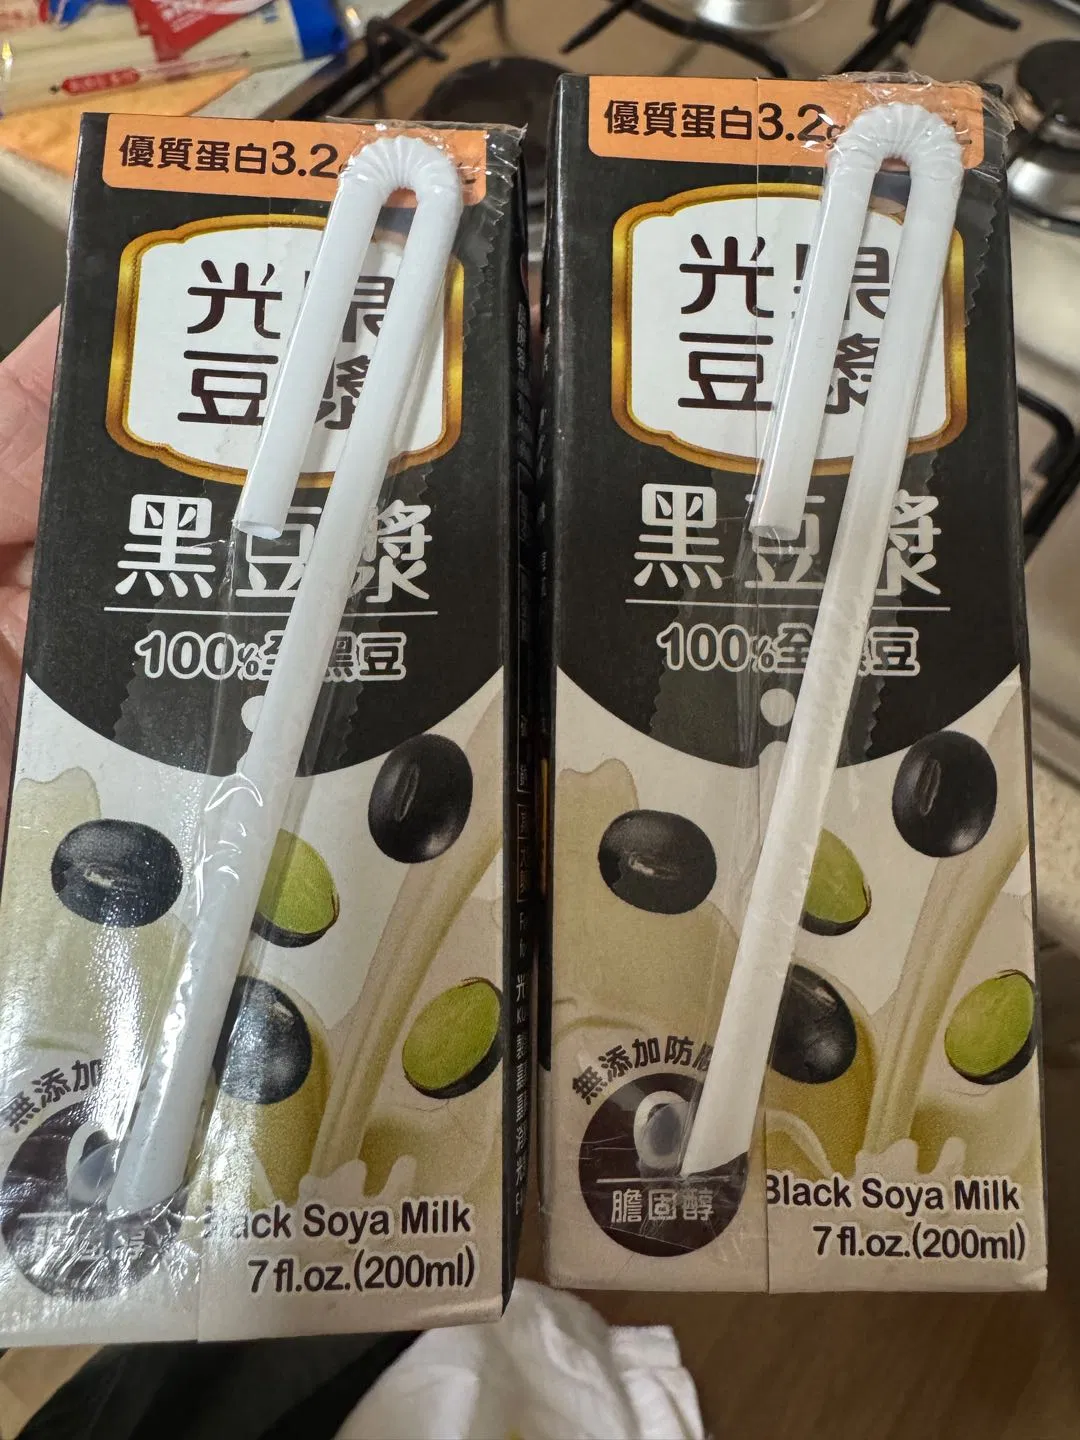 優質蛋白3.2
光泉
豆漿
黑豆漿
100%全黑豆
無添加
Black Soya Milk
7 fl.oz.(200ml)
優質蛋白3.2g
光泉
豆漿
黑豆漿
100%全黑豆
無添加防腐
0
膽固醇
Black Soya Milk
7 fl.oz.(200ml)